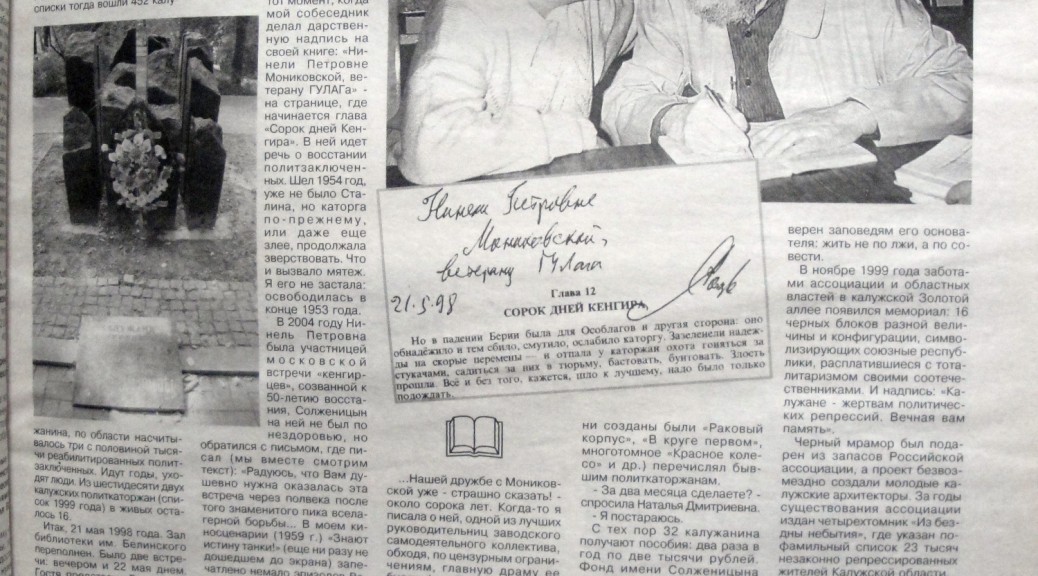 списки тогда вошли 452 калу-
жанина, по области насчиты-
валось три с половиной тыся-
чи реабилитированных полит-
заключенных. Идут годы, ухо-
дят люди. Из шестидесяти двух
калужских политкаторжан (спи-
сок 1999 года) в живых оста-
лось 16.
Итак, 21 мая 1998 года. Зал
библиотеки им. Белинского
переполнен. Было две встре-
чи: вечером и 22 мая днем.
тот момент, когда
мой собеседник
делал дарствен-
ную надпись на
своей книге: «Ни-
нели Петровне
Мониковской, ве-
терану ГУЛАГа» -
на странице, где
начинается глава
«Сорок дней Кен-
гира». В ней идет
речь о восстании
политзаключен-
ных. Шел 1954 год,
уже не было Ста-
лина, но каторга
по-прежнему,
или даже еще
злее, продолжала
зверствовать. Что
и вызвало мятеж.
Я его не застала:
освободилась в
конце 1953 года.
В 2004 году Ни-
нель Петровна
была участницей
московской
встречи «кенгир-
цев», созванной к
50-летию восста-
ния, Солженицын
на ней не был по
нездоровью, но
обратился с письмом, где пи-
сал (мы вместе смотрим
текст): «Радуюсь, что Вам ду-
шевно нужна оказалась эта
встреча через полвека после
того знаменитого пика вселa-
герной борьбы... В моем ки-
носценарии (1959 г.) «Знают
истину танки!» (еще ни разу не
дошедшем до экрана) запе-
чатлено немало эпизодов
Нинели Петровне
Мониковской,
ветерану ГУЛага
21.5.98
Глава 12
СОРОК ДНЕЙ КЕНГИРА
Но в падении Берии была для Особлагов и другая сторона: оно
обнадёжило и тем сбило, смутило, ослабило каторгу. Зазеленели надеж-
ды на скорые перемены — и отпала у каторжан охота гоняться за
стукачами, садиться за них в тюрьму, бастовать, бунтовать. Злость
прошла. Всё и без того, кажется, шло к лучшему, надо было только
подождать.
...Нашей дружбе с Моников-
ской уже - страшно сказать! -
около сорока лет. Когда-то я
писала о ней, одной из лучших
руководительниц заводского
самодеятельного коллектива,
обходя, по цензурным ограни-
чениям, главную драму ее
ни созданы были «Раковый
корпус», «В круге первом»,
многотомное «Красное коле-
со» и др.) перечислял быв-
шим политкаторжанам.
- За два месяца сделаете? -
спросила Наталья Дмитриевна.
- Я постараюсь.
С тех пор 32 калужанина
получают пособия: два раза в
год по две тысячи рублей.
Фонд имени Солженицына
верен заповедям его основа-
теля: жить не по лжи, а по со-
вести.
В ноябре 1999 года забота-
ми ассоциации и областных
властей в калужской Золотой
аллее появился мемориал: 16
черных блоков разной вели-
чины и конфигурации, симво-
лизирующих союзные респуб-
лики, расплатившиеся с тота-
литаризмом своими соотече-
ственниками. И надпись: «Ка-
лужане - жертвам политичес-
ких репрессий. Вечная вам
память».
Черный мрамор был пода-
рен из запасов Российской
ассоциации, а проект безвоз-
мездно создали молодые ка-
лужские архитекторы. За годы
существования ассоциации
издан четырехтомник «Из без-
дны небытия», где указан по-
фамильный список 23 тысяч
незаконно репрессированных
жителей Калужской области.